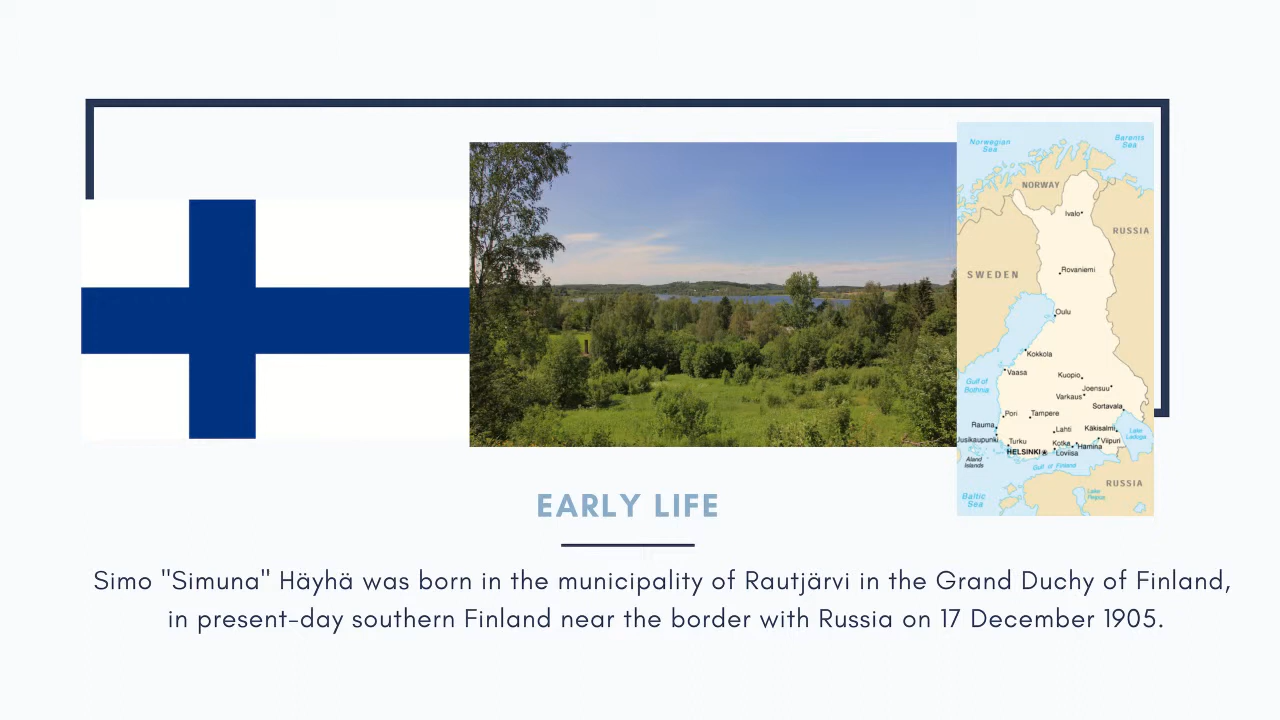 Norwegian
Sea
Barents
Sea
NORWAY
Ivalo
RUSSIA
SWEDEN
Rovaniemi
Oulu
Kokkola
Vaasa
Kuopio
Gulf of
Bothnia
Joensuu
Varkaus
Sortavala
Pori
Tampere
Rauma
Lahti
Käkisalmi
Lake
Ladoga
Jusikaupunki
Turku
Kotka
Hamina
Viipuri
HELSINKI
Loviisa
Åland
Islands
Gulf of Finland
RUSSIA
Baltic
Sea
Lake
Peipus
EARLY LIFE
Simo "Simuna" Häyhä was born in the municipality of Rautjärvi in the Grand Duchy of Finland,
in present-day southern Finland near the border with Russia on 17 December 1905.